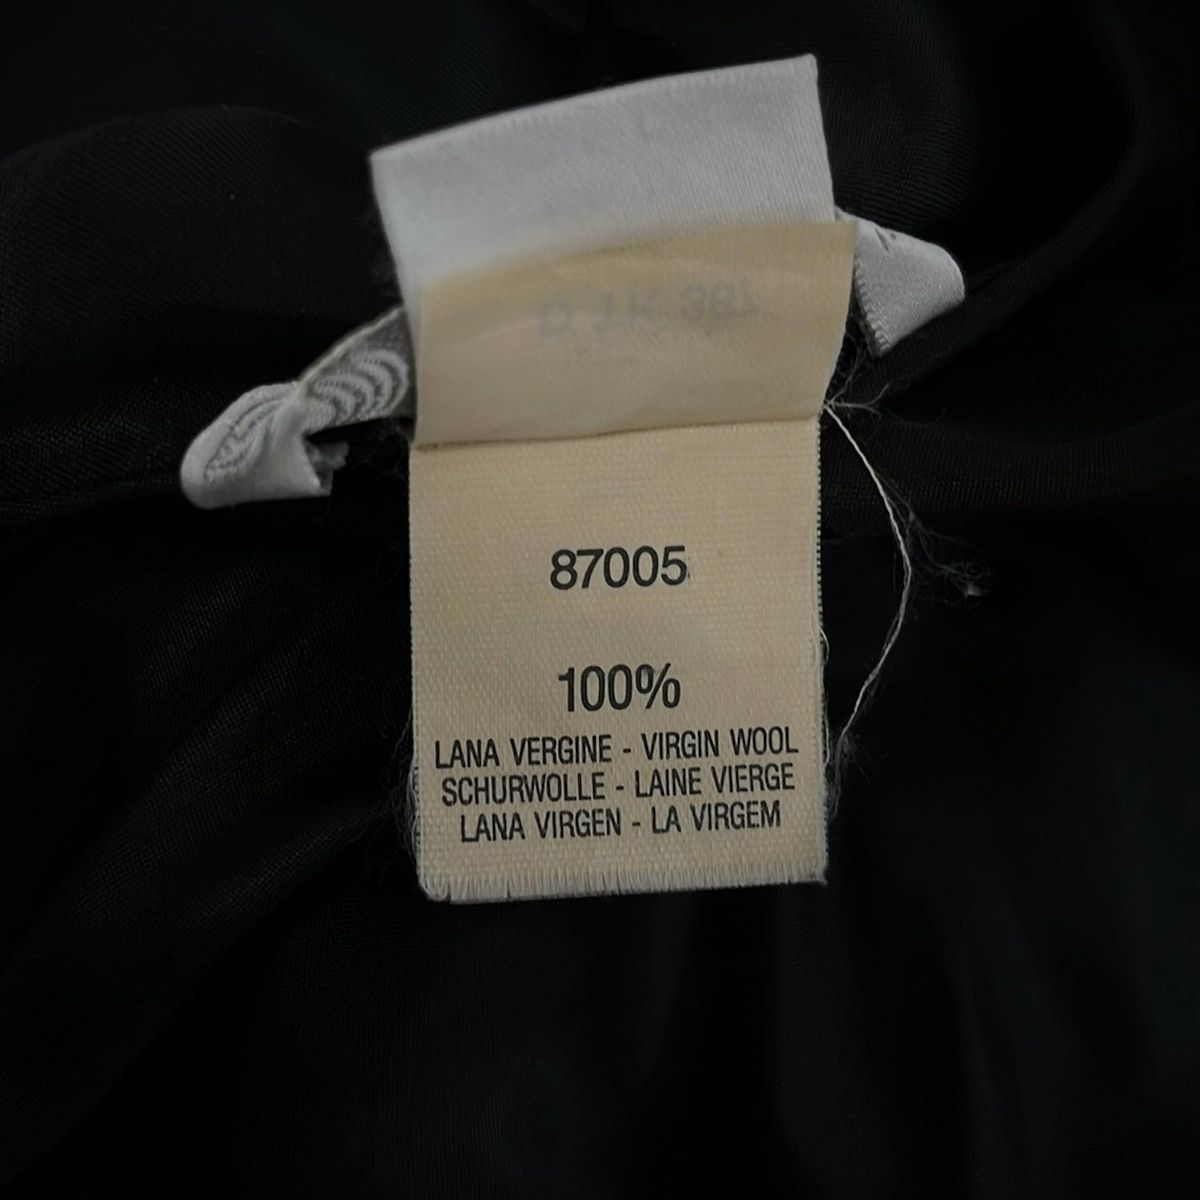 87005
100%
LANA VERGINE - VIRGIN WOOL
SCHURWOLLE - LAINE VIERGE
LANA VIRGEN - LA VIRGEM